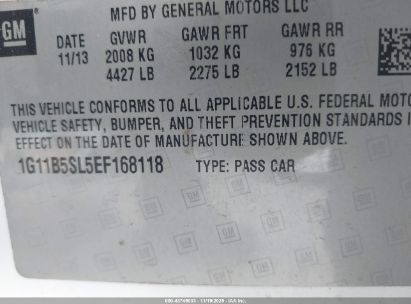 MFD BY GENERAL MOTORS LLC
GM
DATE GVWR GAWR FRT GAWR RR
11/13 2008 KG 1032 KG 976 KG
4427 LB 2275 LB 2152 LB
THIS VEHICLE CONFORMS TO ALL APPLICABLE U.S. FEDERAL MOTO
VEHICLE SAFETY, BUMPER, AND THEFT PREVENTION STANDARDS I
EFFECT ON THE DATE OF MANUFACTURE SHOWN ABOVE.
1G11B5SL5EF168118 TYPE: PASS CAR